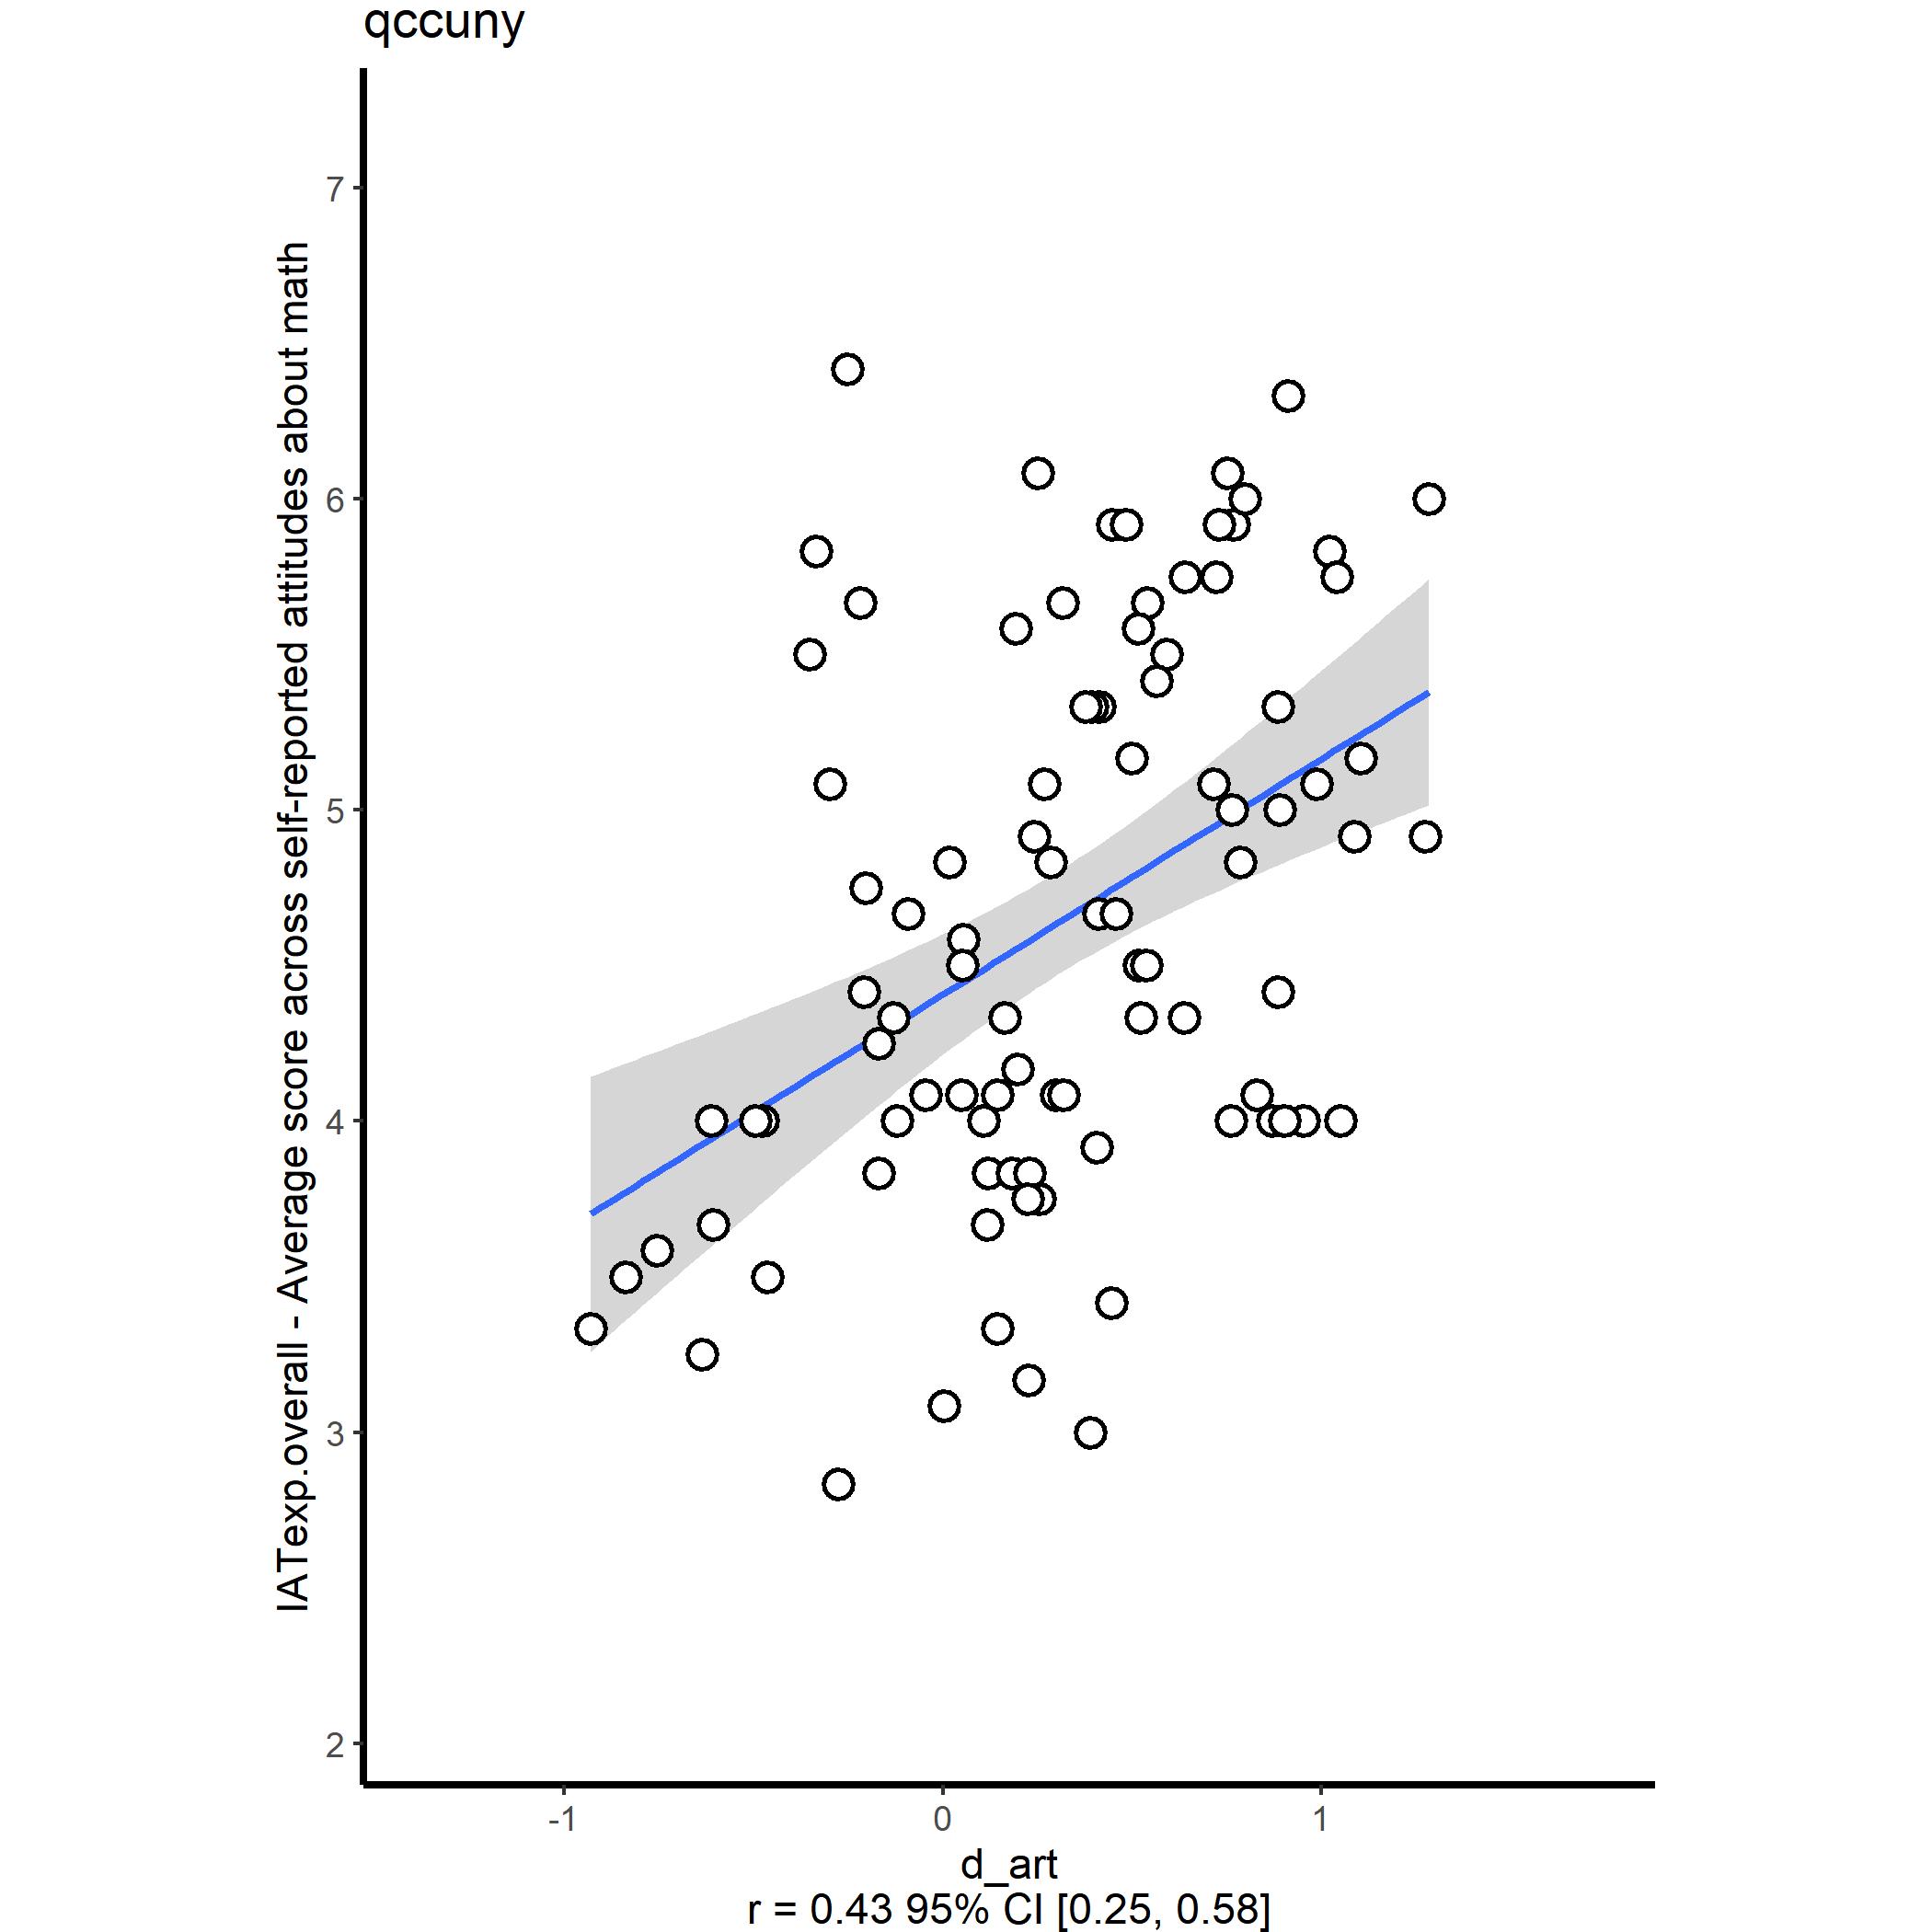 qccuny
IATexp.overall - Average score across self-reported attitudes about math
7
6
5
4
3
2
-1 0 1
d_art
r = 0.43 95% CI [0.25, 0.58]